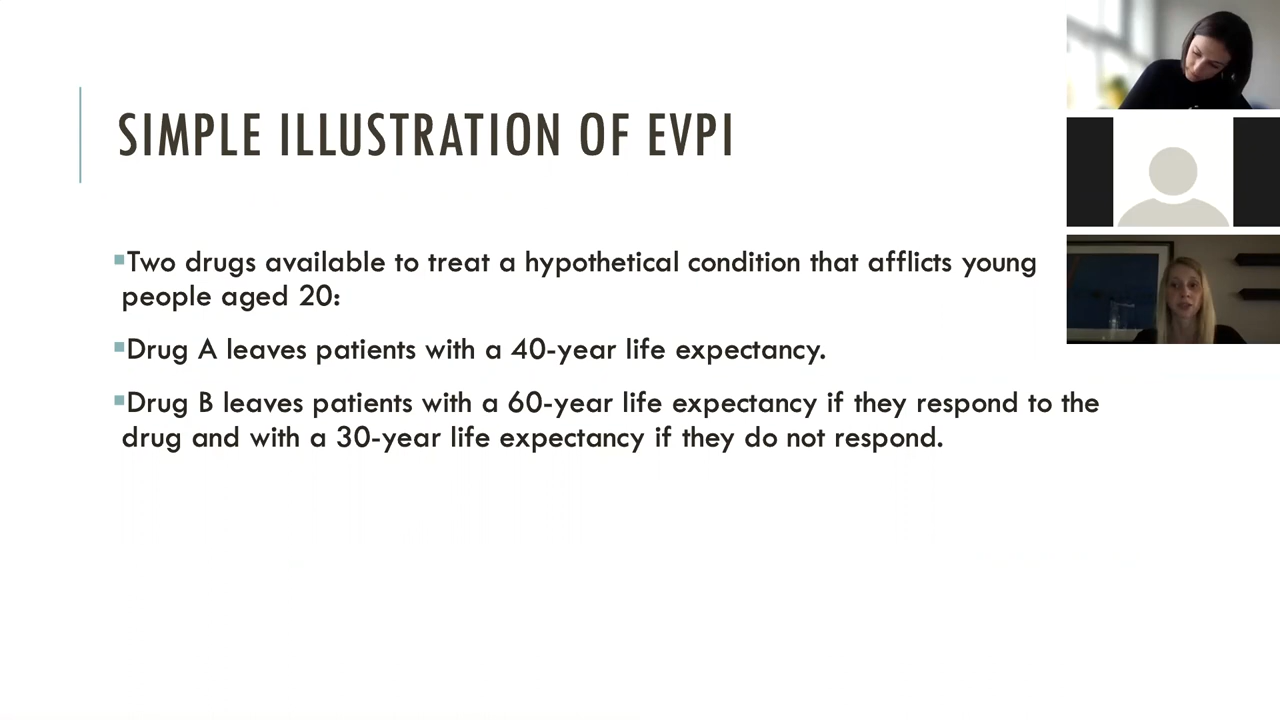 SIMPLE ILLUSTRATION OF EVPI
▪Two drugs available to treat a hypothetical condition that afflicts young
people aged 20:
▪Drug A leaves patients with a 40-year life expectancy.
▪Drug B leaves patients with a 60-year life expectancy if they respond to the
drug and with a 30-year life expectancy if they do not respond.